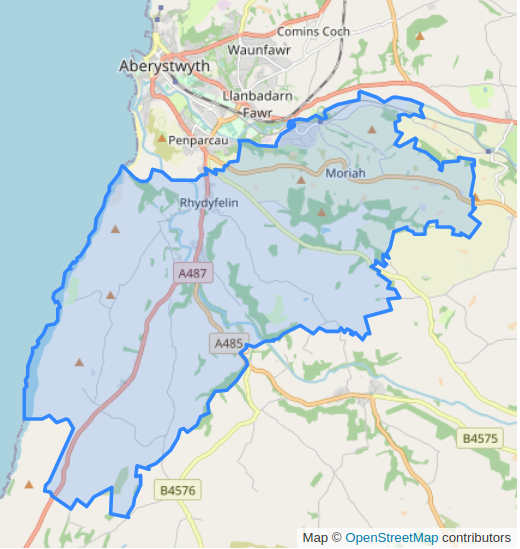 Comins Coch
Waunfawr
Aberystwyth
Llanbadarn
Fawr
Penparcau
Moriah
Rhydyfelin
A487
A485
B4575
B4576
Map © OpenStreetMap contributors